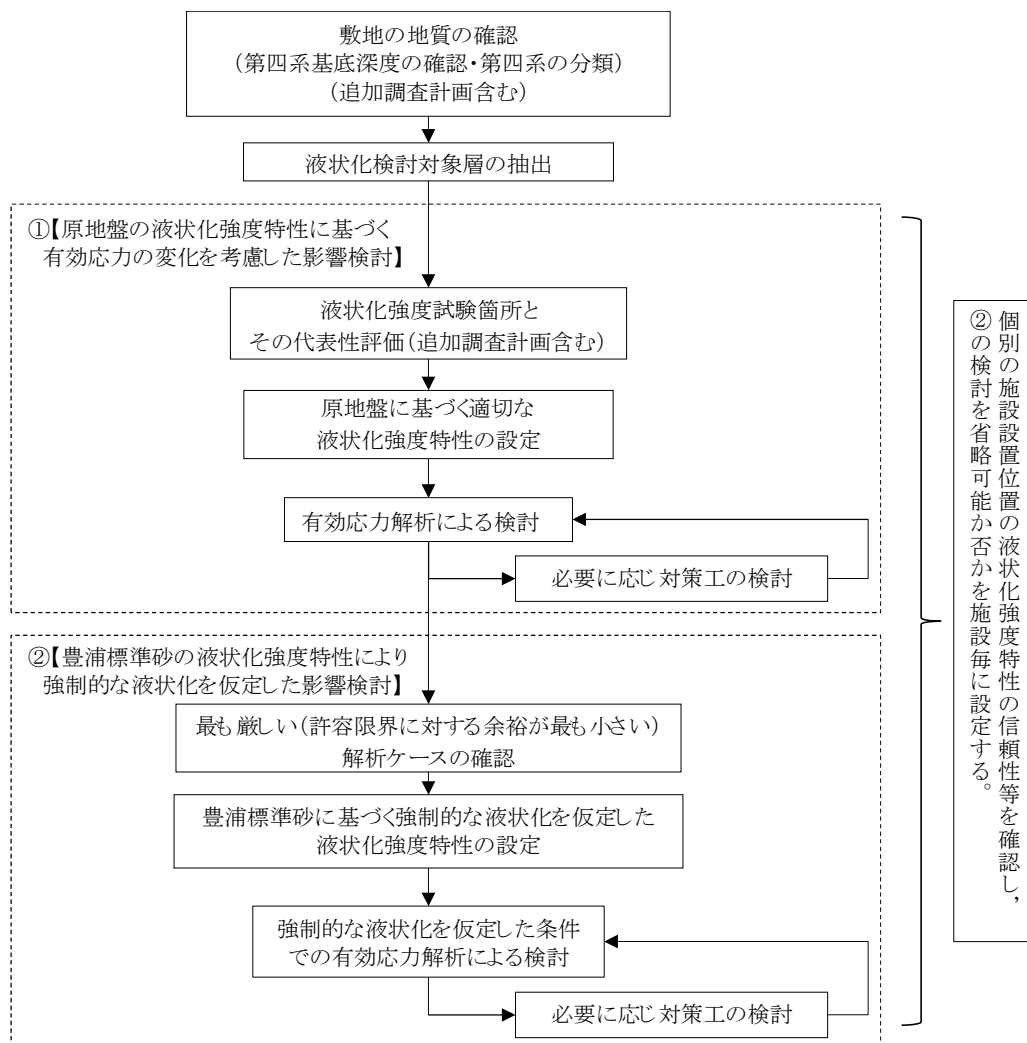 敷地の地質の確認
(第四系基底深度の確認・第四系の分類)
(追加調査計画含む)
液状化検討対象層の抽出
①【原地盤の液状化強度特性に基づく
有効応力の変化を考慮した影響検討】
液状化強度試験箇所と
その代表性評価(追加調査計画含む)
原地盤に基づく適切な
液状化強度特性の設定
有効応力解析による検討
必要に応じ対策工の検討
②【豊浦標準砂の液状化強度特性により
強制的な液状化を仮定した影響検討】
最も厳しい(許容限界に対する余裕が最も小さい)
解析ケースの確認
豊浦標準砂に基づく強制的な液状化を仮定した
液状化強度特性の設定
強制的な液状化を仮定した条件
での有効応力解析による検討
必要に応じ対策工の検討
個別の施設設置位置の液状化強度特性の信頼性等を確認し,
②の検討を省略可能か否かを施設毎に設定する。